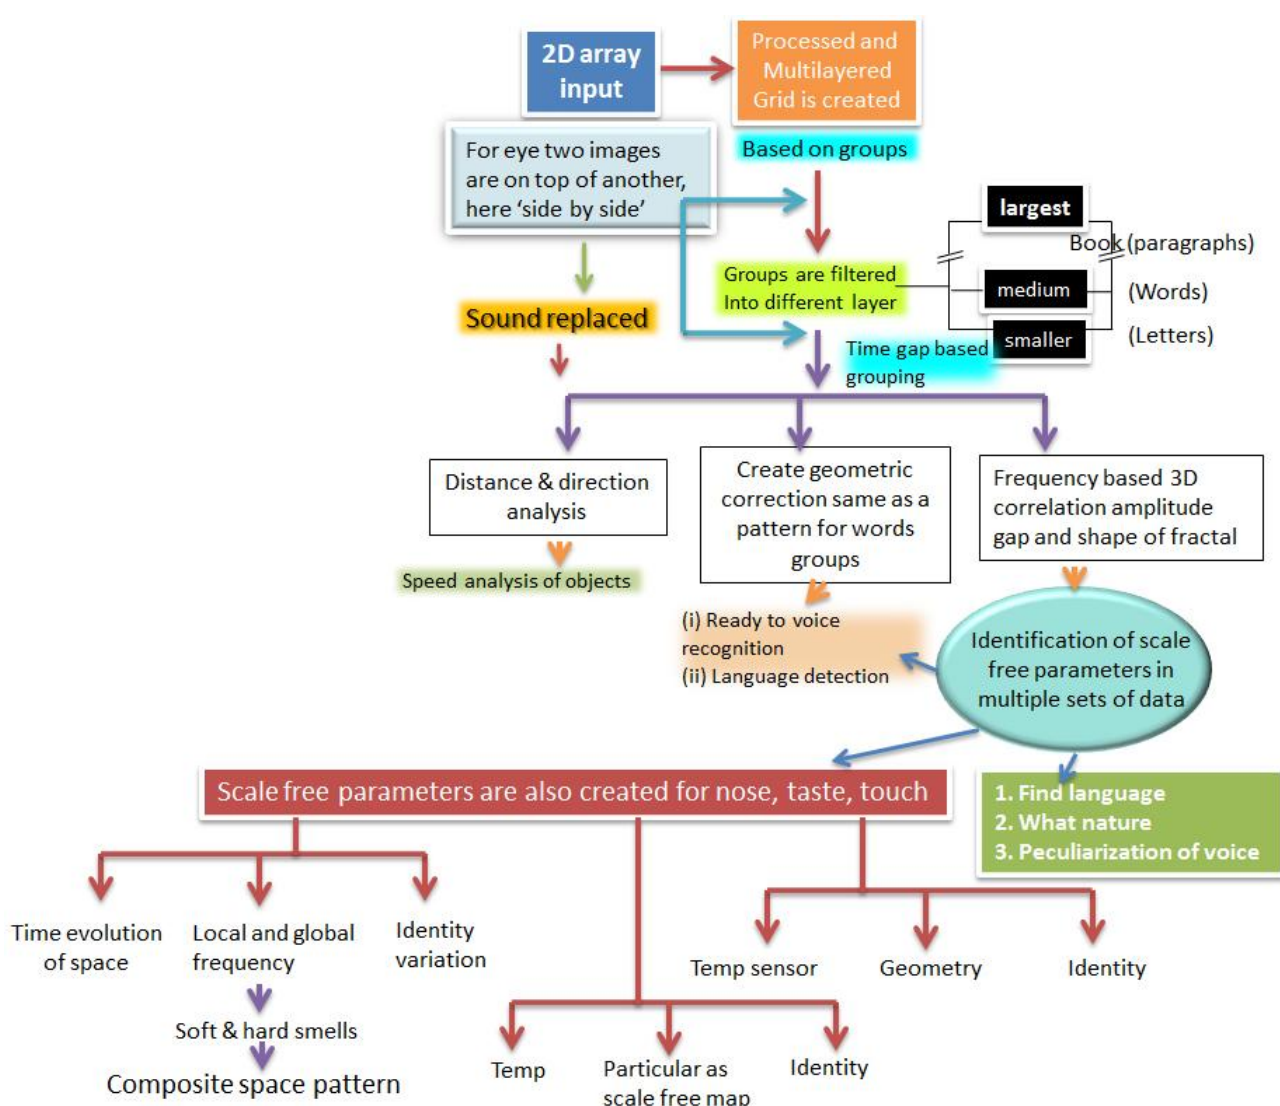 2D array
input
Processed and
Multilayered
Grid is created
For eye two images
are on top of another,
here ‘side by side’
Based on groups
largest
Book (paragraphs)
Groups are filtered
Into different layer
medium
(Words)
Sound replaced
smaller
(Letters)
Time gap based
grouping
Distance & direction
analysis
Create geometric
correction same as a
pattern for words
groups
Frequency based 3D
correlation amplitude
gap and shape of fractal
Speed analysis of objects
(i) Ready to voice
recognition
(ii) Language detection
Identification of scale
free parameters in
multiple sets of data
Scale free parameters are also created for nose, taste, touch
1. Find language
2. What nature
3. Peculiarization of voice
Time evolution
of space
Local and global
frequency
Identity
variation
Temp sensor
Geometry
Identity
Soft & hard smells
Composite space pattern
Temp
Particular as
scale free map
Identity